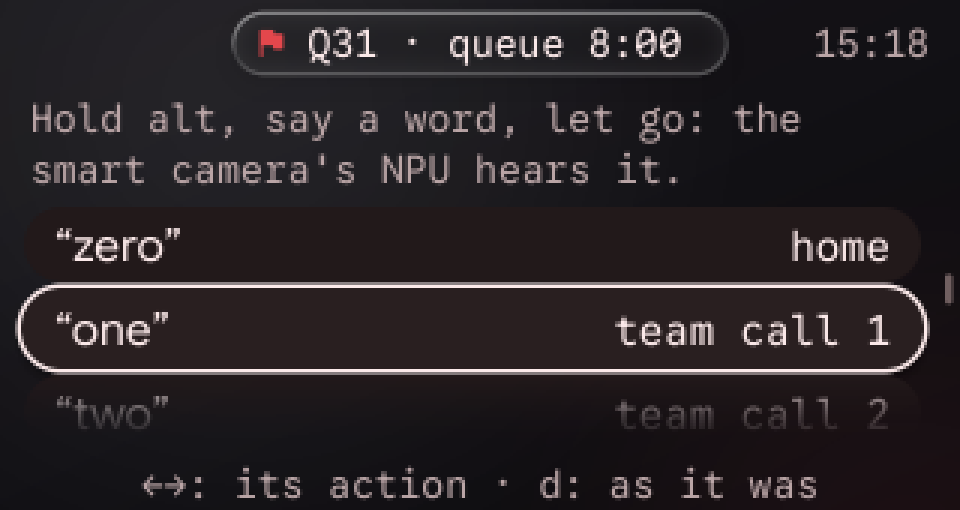 Q31 · queue 8:00
15:18
Hold alt, say a word, let go: the
smart camera's NPU hears it.
“zero” home
“one” team call 1
“two” team call 2
↔: its action · d: as it was